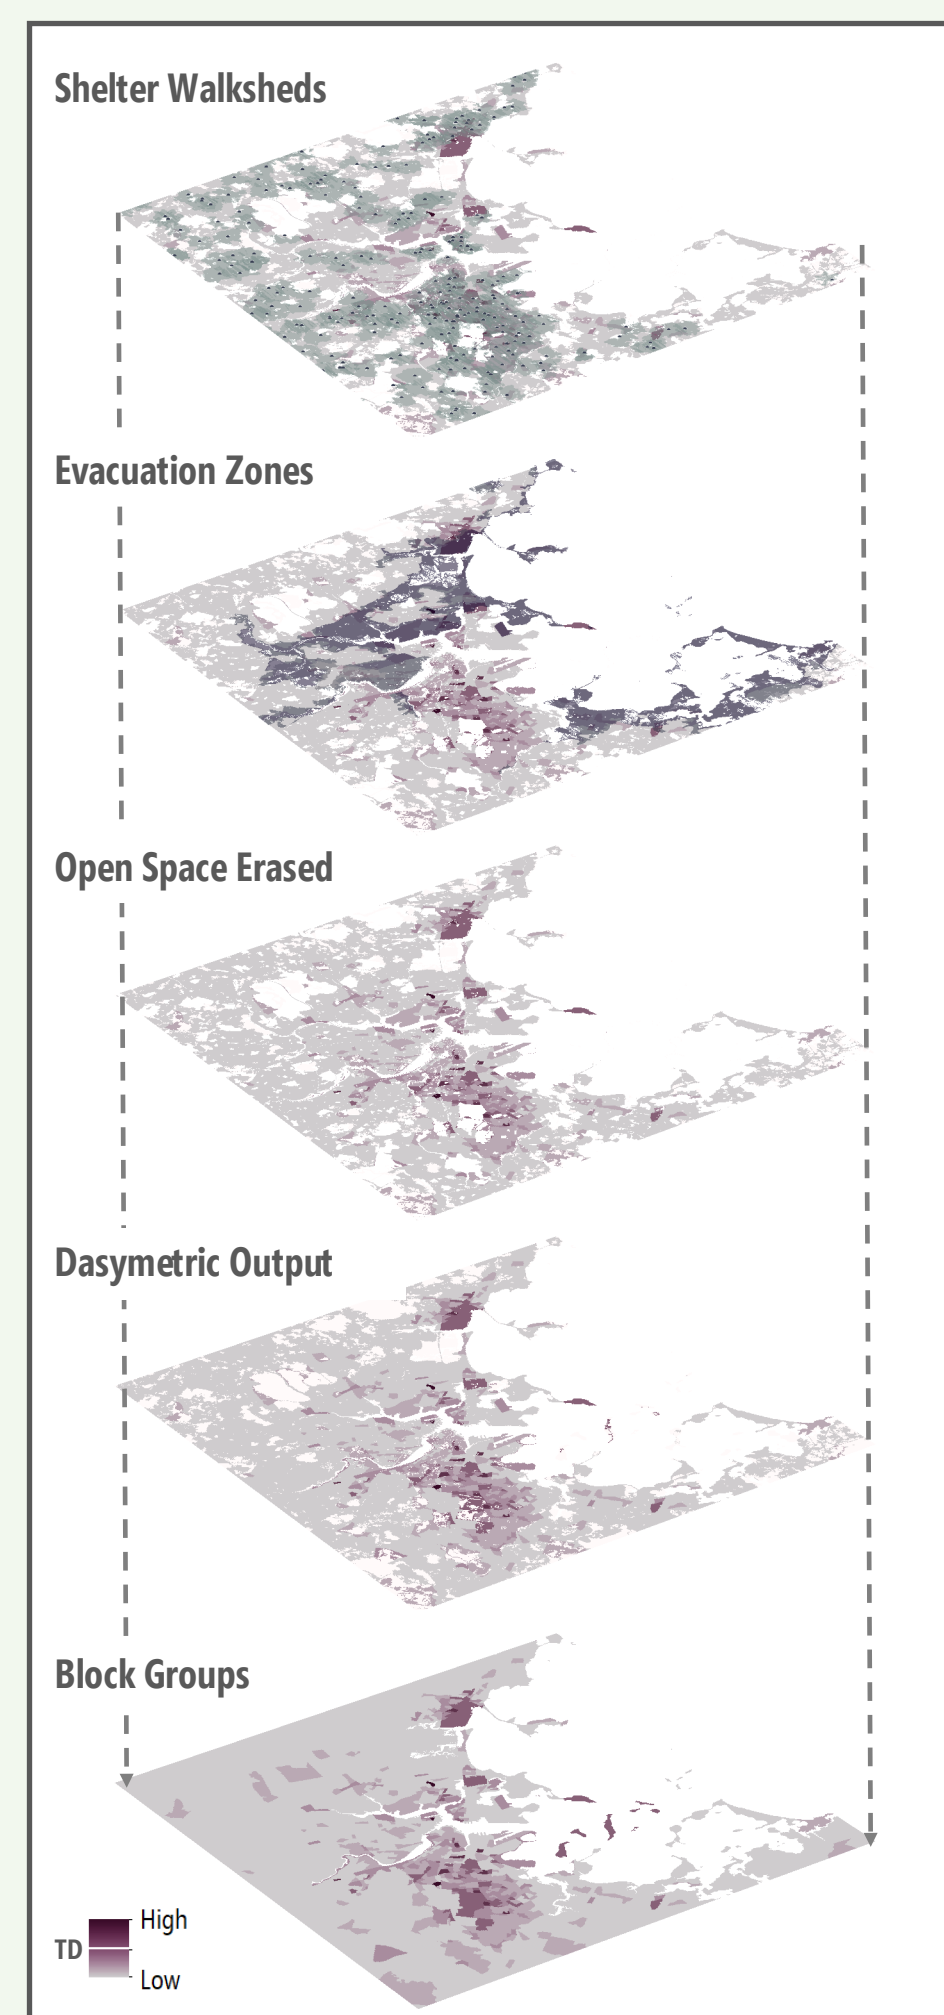 Shelter Walksheds
Evacuation Zones
Open Space Erased
Dasymetric Output
Block Groups
High
TD
Low